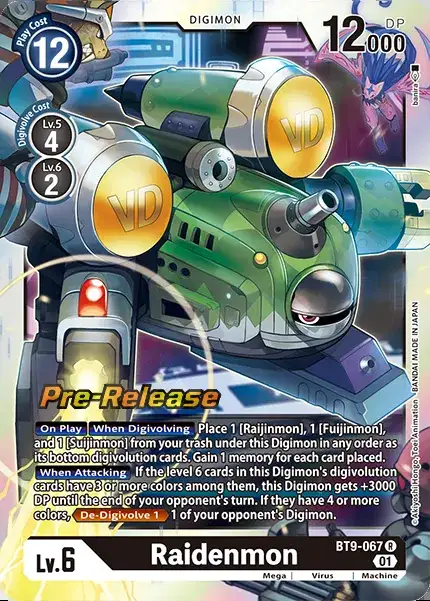 Play Cost
12
DIGIMON
DP
12000
Digivolve Cost
Lv.5
4
Lv.6
2
banira
VD
VD
Pre-Release
On Play When Digivolving Place 1 [Raijinmon], 1 [Fuijinmon],
and 1 [Suijinmon] from your trash under this Digimon in any order as
its bottom digivolution cards. Gain 1 memory for each card placed.
When Attacking If the level 6 cards in this Digimon's digivolution
cards have 3 or more colors among them, this Digimon gets +3000
DP until the end of your opponent's turn. If they have 4 or more
colors, De-Digivolve 1 1 of your opponent's Digimon.
©Akiyoshi Hongo, Toei Animation • BANDAI MADE IN JAPAN
Lv.6
Raidenmon
BT9-067 R
01
Mega | Virus | Machine